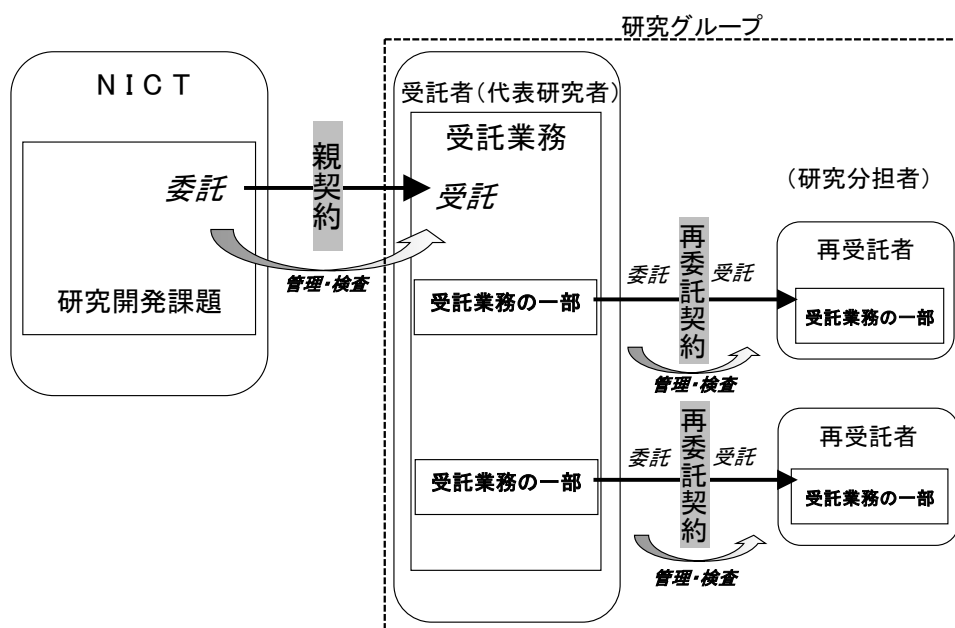 研究グループ
ＮＩＣＴ
委託
研究開発課題
親契約
管理・検査
受託者(代表研究者)
受託業務
受託
受託業務の一部
受託業務の一部
(研究分担者)
委託
再委託契約
受託
管理・検査
再受託者
受託業務の一部
委託
再委託契約
受託
管理・検査
再受託者
受託業務の一部